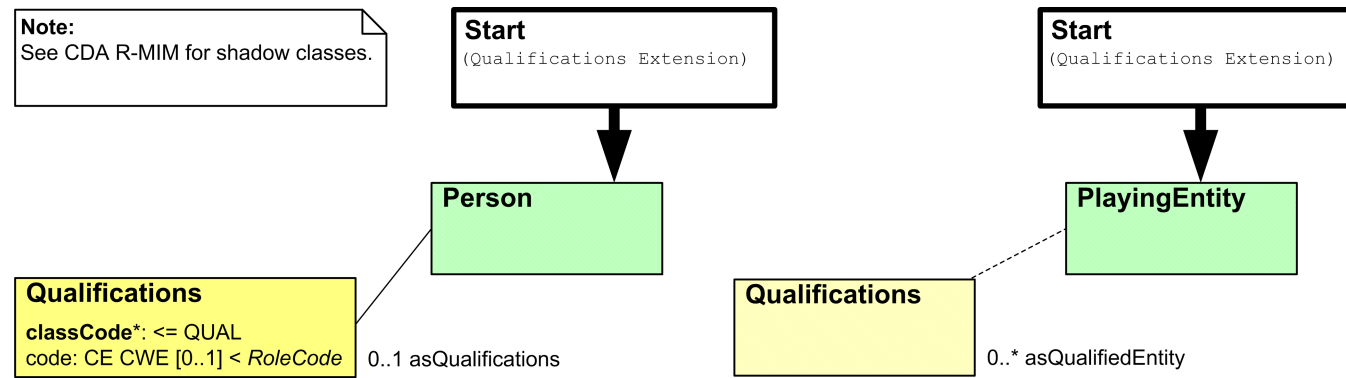 Note:
See CDA R-MIM for shadow classes.
Start
(Qualifications Extension)
Start
(Qualifications Extension)
Person
PlayingEntity
Qualifications
classCode*: <= QUAL
code: CE CWE [0..1] < RoleCode
0..1 asQualifications
Qualifications
0..* asQualifiedEntity